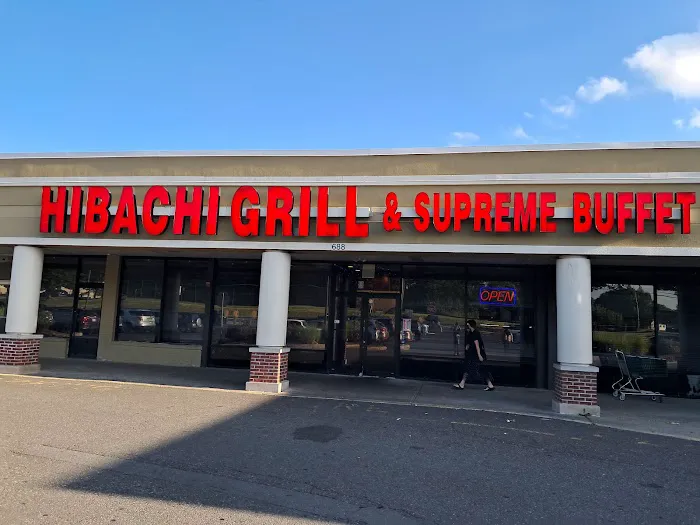 HIBACHI GRILL & SUPREME BUFFET
688
OPEN